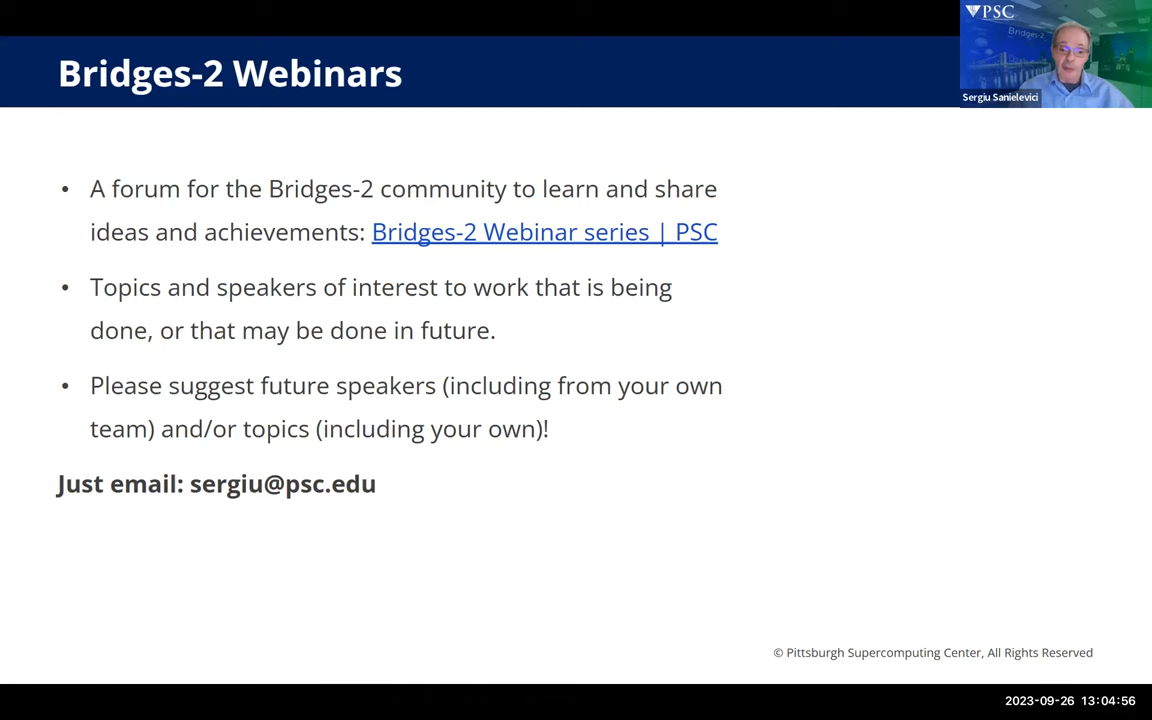 PSC
Bridges-2
Sergiu Sanielevici
Bridges-2 Webinars
• A forum for the Bridges-2 community to learn and share
ideas and achievements: Bridges-2 Webinar series | PSC
• Topics and speakers of interest to work that is being
done, or that may be done in future.
• Please suggest future speakers (including from your own
team) and/or topics (including your own)!
Just email: sergiu@psc.edu
© Pittsburgh Supercomputing Center, All Rights Reserved
2023-09-26 13:04:56